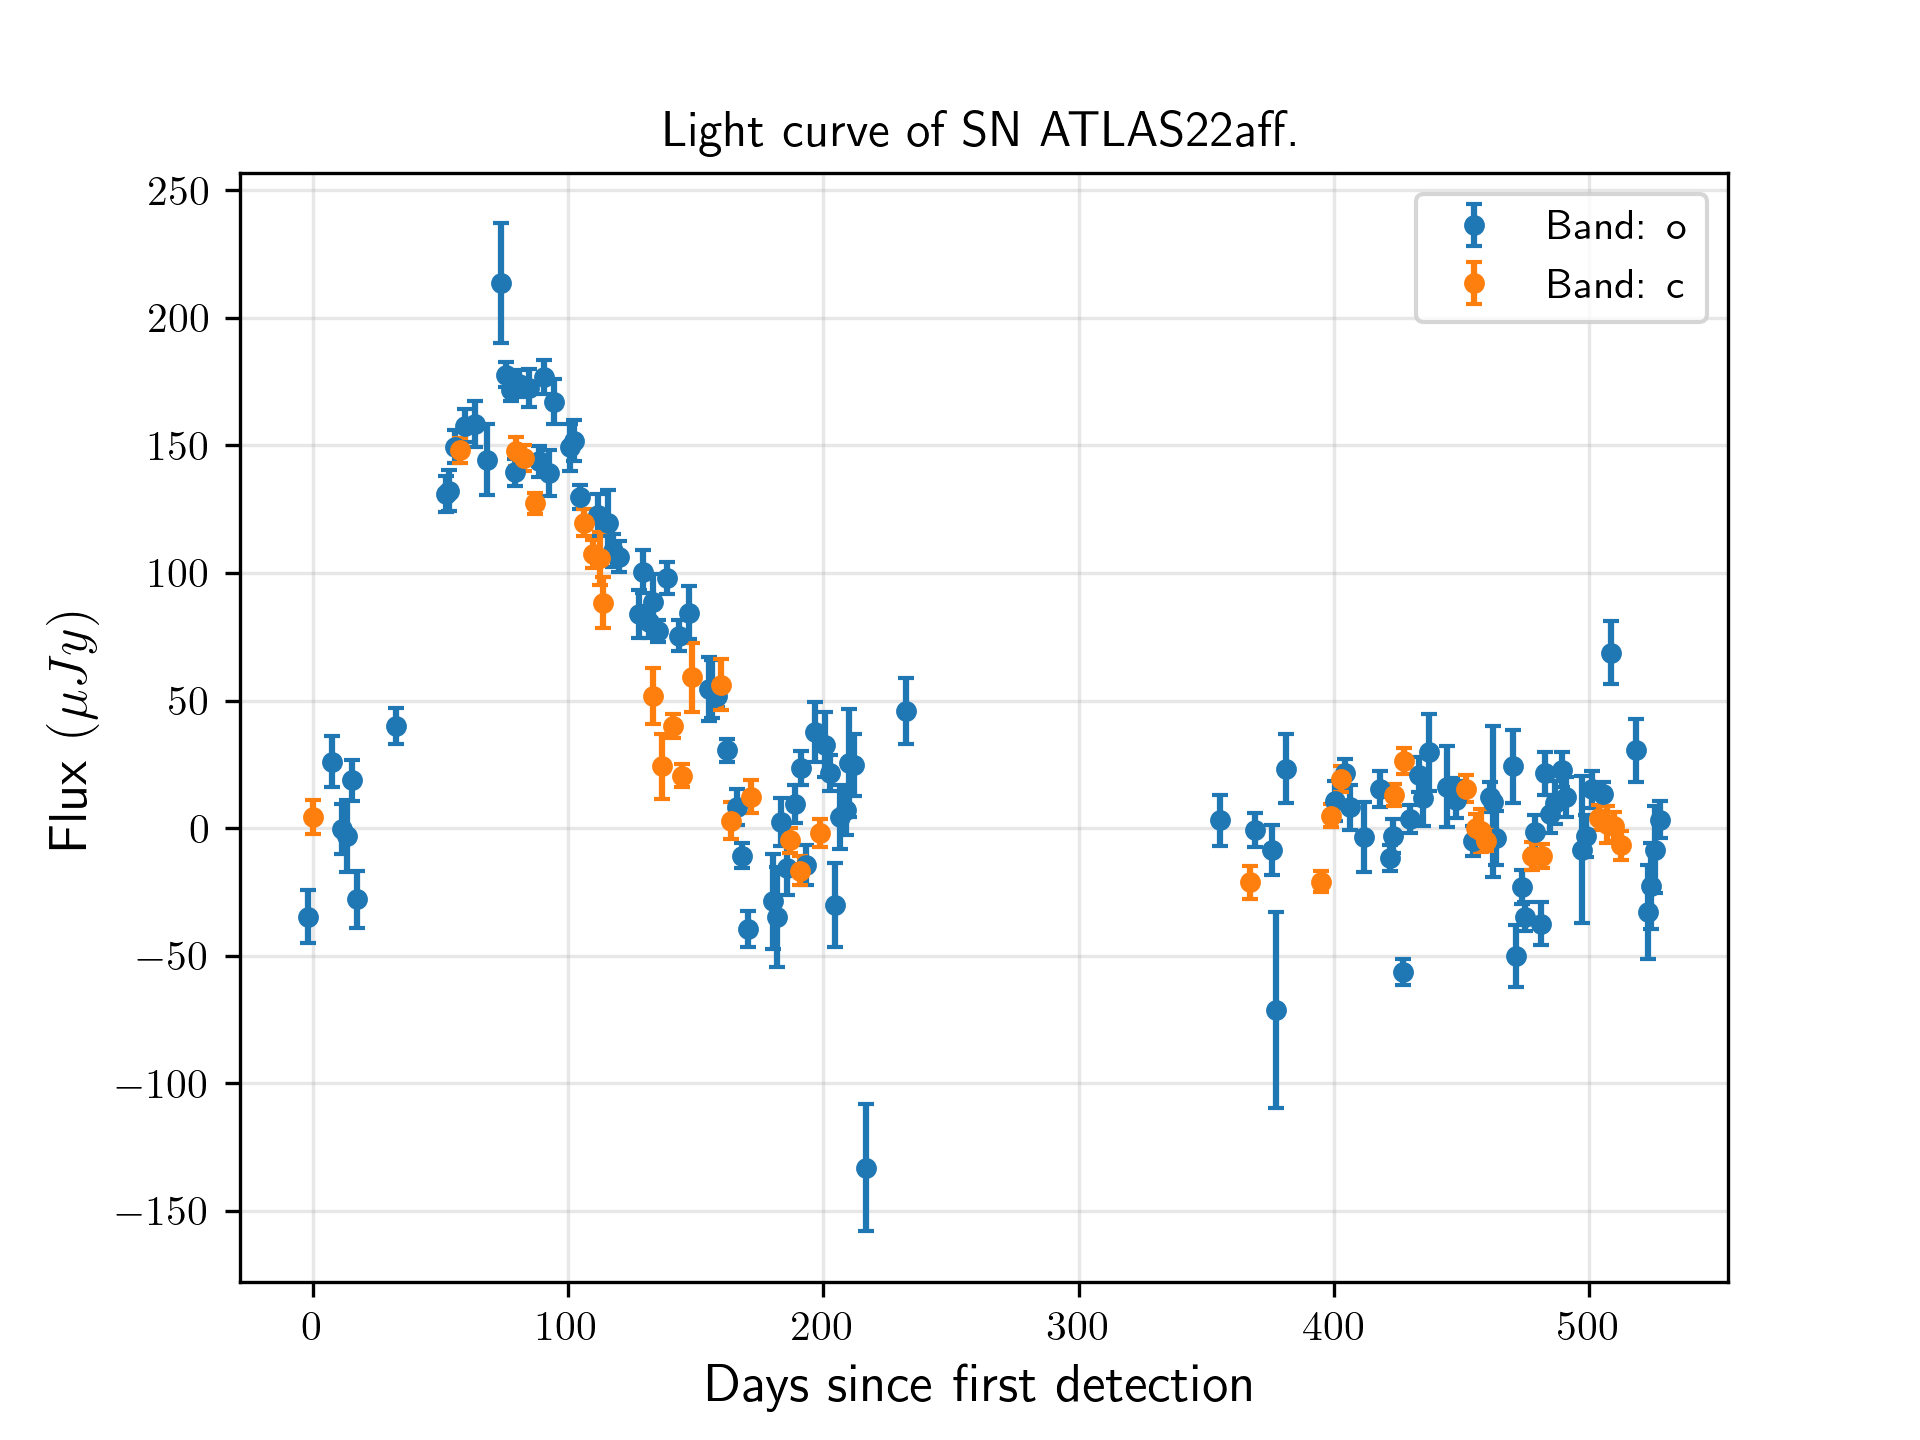 Light curve of SN ATLAS22aff.
250
200
150
100
50
0
−50
−100
−150
Flux (μJy)
Band: o
Band: c
0 100 200 300 400 500
Days since first detection